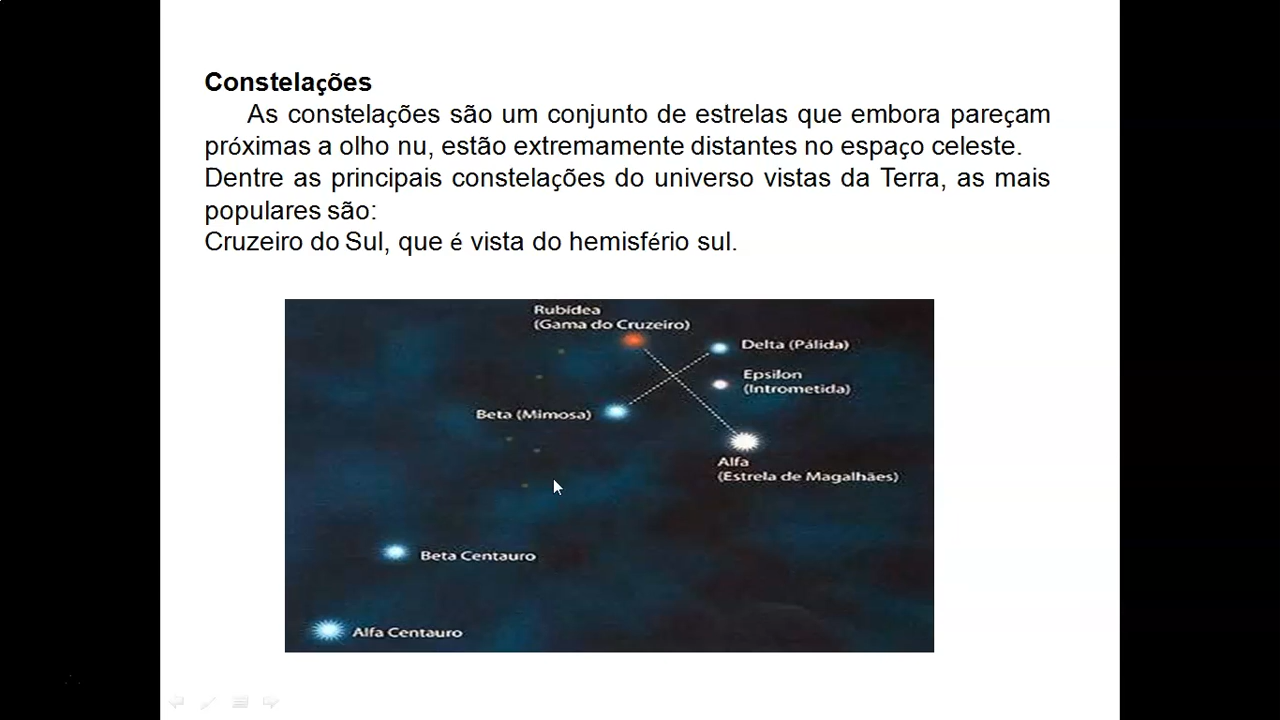 Constelações
As constelações são um conjunto de estrelas que embora pareçam
próximas a olho nu, estão extremamente distantes no espaço celeste.
Dentre as principais constelações do universo vistas da Terra, as mais
populares são:
Cruzeiro do Sul, que é vista do hemisfério sul.
Rubídea
(Gama do Cruzeiro)
Delta (Pálida)
Epsilon
(Intrometida)
Beta (Mimosa)
Alfa
(Estrela de Magalhães)
Beta Centauro
Alfa Centauro